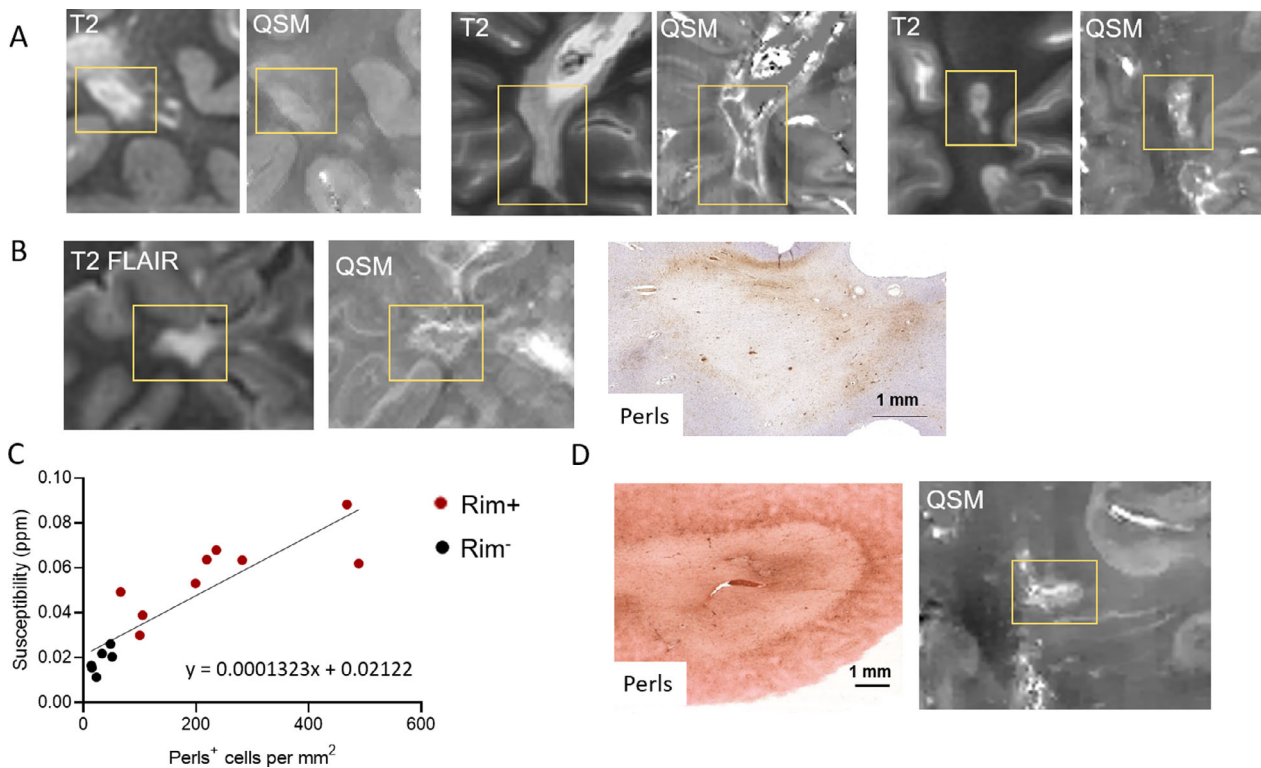 A
T2
QSM
T2
QSM
T2
QSM
B
T2 FLAIR
QSM
Perls
1 mm
C
0.10
0.08
0.06
0.04
0.02
0.00
Susceptibility (ppm)
0
200
400
600
Perls⁺ cells per mm²
y = 0.0001323x + 0.02122
Rim+
Rim⁻
D
Perls
1 mm
QSM